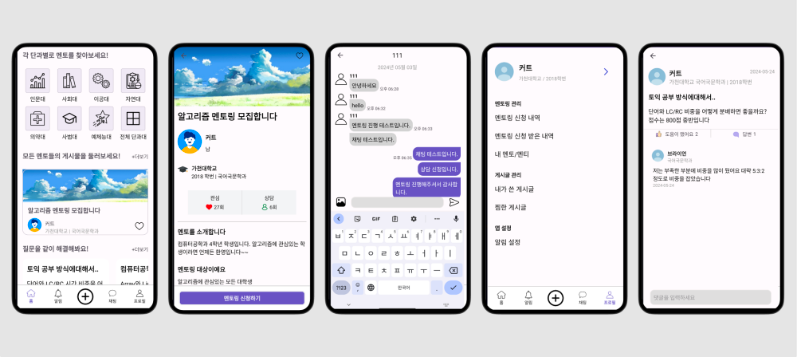 각 단과별로 멘토를 찾아보세요!
인문대 사회대 이공대 자연대
의약대 사범대 예체능대 전체 단과대
모든 멘토들의 게시물을 둘러보세요! +더보기
알고리즘 멘토링 모집합니다
커트
가천대학교 / 국어국문학과
질문을 같이 해결해봐요! +더보기
토익 공부 방식에대해서.. 컴퓨터공
홈 알림 채팅 프로필
알고리즘 멘토링 모집합니다
커트
남
가천대학교
2018 학번
관심 상담
27회 6회
멘토를 소개합니다
컴퓨터공학과 4학년 학생입니다. 알고리즘에 관심있는 학
생이라면 언제든 환영입니다~~
멘토링 대상이에요
알고리즘에 관심있는 모든 대학생
멘토링 신청하기
111
2024년 05월 03일
111
안녕하세요
오후 06:28
111
hello
오후 06:33
111
멘토링 진행 테스트입니다.
채팅 테스트입니다.
오후 06:33
채팅 테스트입니다.
상담 신청입니다.
멘토링 진행해주셔서 감사합
니다.
GIF
ㅂ ㅈ ㄷ ㄱ ㅅ ㅛ ㅕ ㅑ ㅐ ㅔ
ㅁ ㄴ ㅇ ㄹ ㅎ ㅗ ㅓ ㅏ ㅣ
ㅋ ㅌ ㅊ ㅍ ㅠ ㅜ ㅡ
?123 한국어
커트
가천대학교 / 2018학번
멘토링 관리
멘토링 신청 내역
멘토링 신청 받은 내역
내 멘토/멘티
게시글 관리
내가 쓴 게시글
찜한 게시글
앱 설정
알림 설정
홈 알림 채팅 프로필
커트
가천대학교 국어국문학과 / 2018학번
토익 공부 방식에대해서..
단어와 LC/RC 비중을 어떻게 분배하면 좋을까요?
점수는 800점 중반입니다
도움이 됐어요 2 답변 1
브라이언
국어국문학과
저는 부족한 부분에 비중을 많이 뒀어요 대략 5:3:2
정도로 비중을 잡았습니다
댓글을 입력하세요